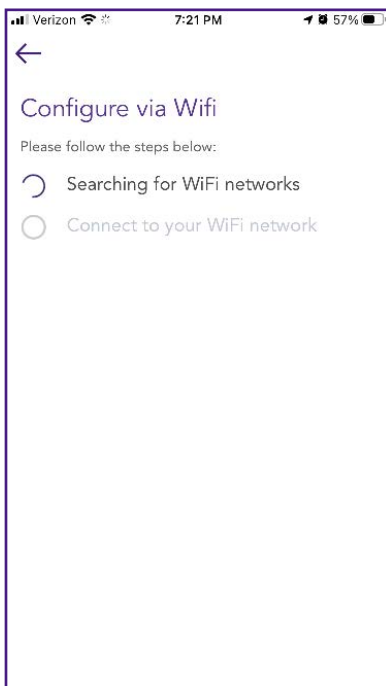 Verizon 7:21 PM 57%
Configure via Wifi
Please follow the steps below:
Searching for WiFi networks
Connect to your WiFi network